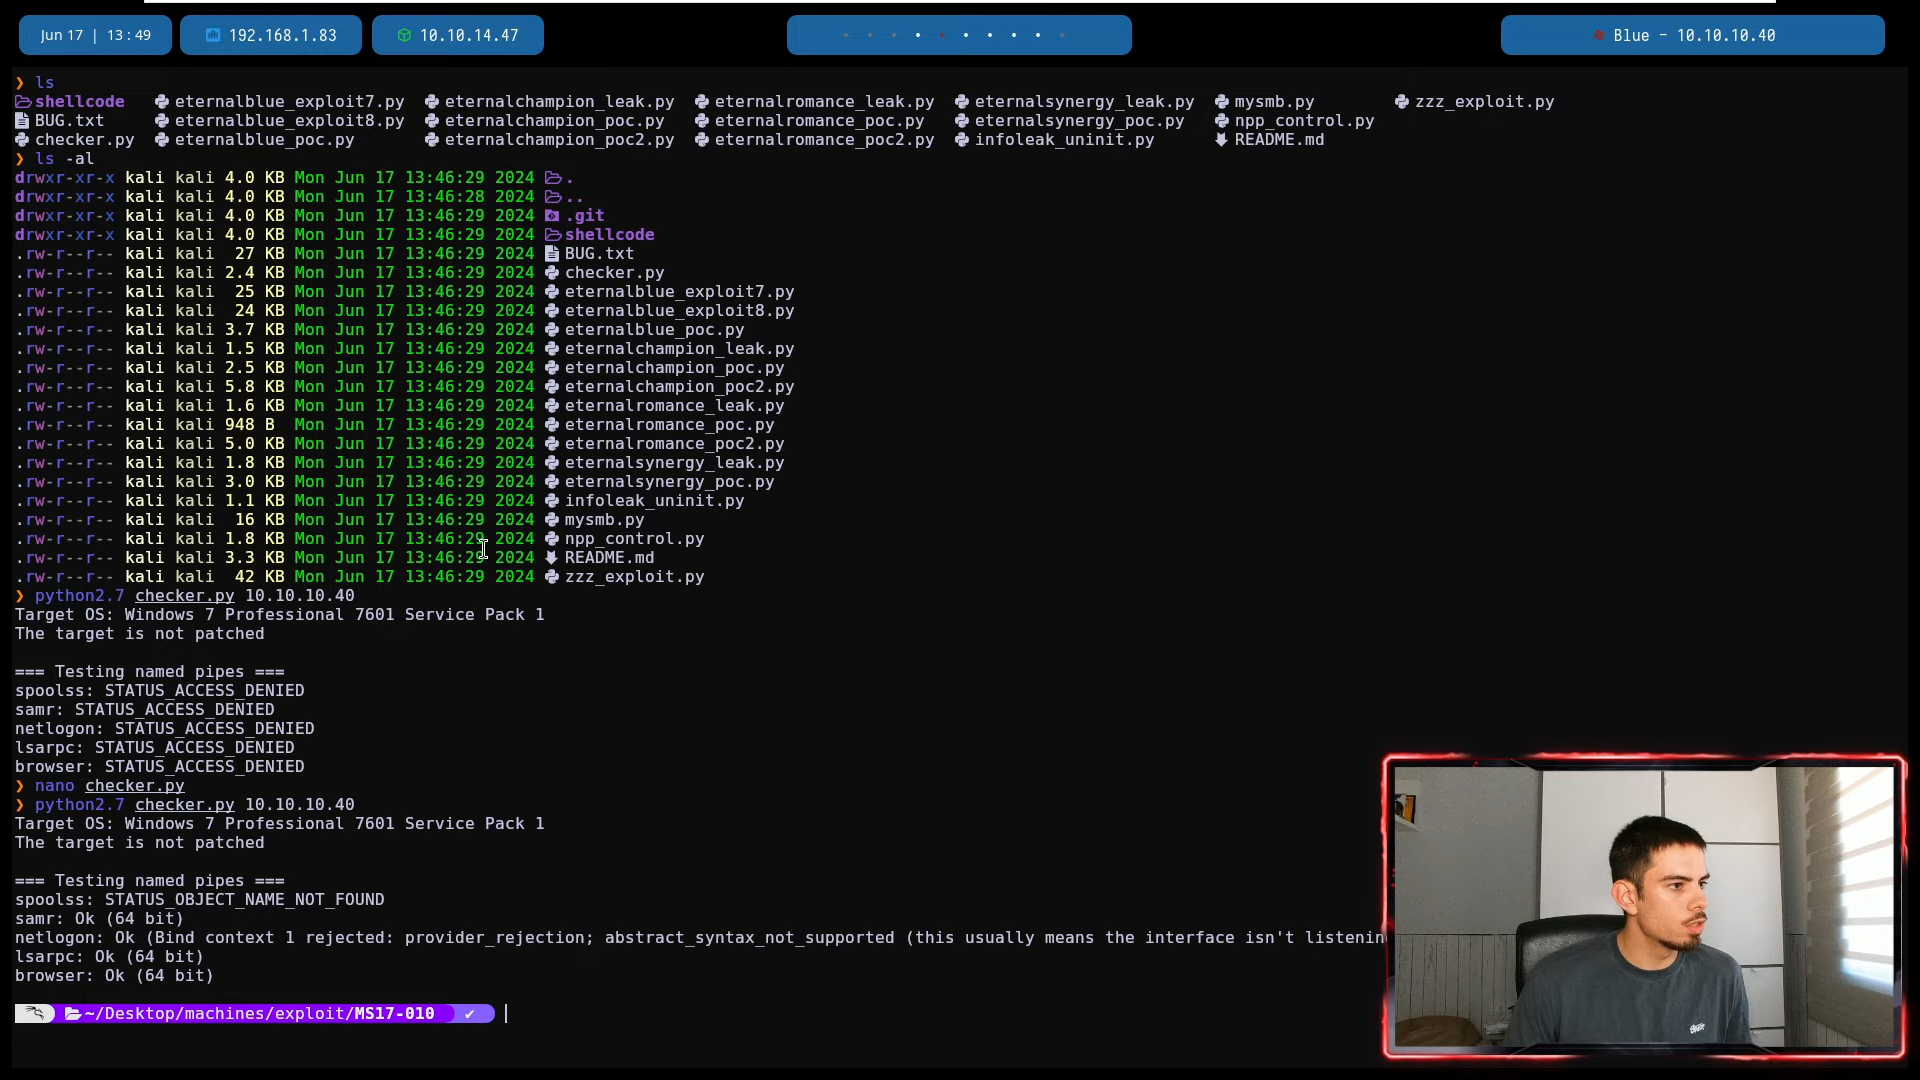 Jun 17 | 13:49 192.168.1.83 10.10.14.47 Blue - 10.10.10.40
❯ ls
shellcode eternalblue_exploit7.py eternalchampion_leak.py eternalromance_leak.py eternalsynergy_leak.py mysmb.py zzz_exploit.py
BUG.txt eternalblue_exploit8.py eternalchampion_poc.py eternalromance_poc.py eternalsynergy_poc.py npp_control.py
checker.py eternalblue_poc.py eternalchampion_poc2.py eternalromance_poc2.py infoleak_uninit.py README.md
❯ ls -al
drwxr-xr-x kali kali 4.0 KB Mon Jun 17 13:46:29 2024 .
drwxr-xr-x kali kali 4.0 KB Mon Jun 17 13:46:28 2024 ..
drwxr-xr-x kali kali 4.0 KB Mon Jun 17 13:46:29 2024 .git
drwxr-xr-x kali kali 4.0 KB Mon Jun 17 13:46:29 2024 shellcode
.rw-r--r-- kali kali 27 KB Mon Jun 17 13:46:29 2024 BUG.txt
.rw-r--r-- kali kali 2.4 KB Mon Jun 17 13:46:29 2024 checker.py
.rw-r--r-- kali kali 25 KB Mon Jun 17 13:46:29 2024 eternalblue_exploit7.py
.rw-r--r-- kali kali 24 KB Mon Jun 17 13:46:29 2024 eternalblue_exploit8.py
.rw-r--r-- kali kali 3.7 KB Mon Jun 17 13:46:29 2024 eternalblue_poc.py
.rw-r--r-- kali kali 1.5 KB Mon Jun 17 13:46:29 2024 eternalchampion_leak.py
.rw-r--r-- kali kali 2.5 KB Mon Jun 17 13:46:29 2024 eternalchampion_poc.py
.rw-r--r-- kali kali 5.8 KB Mon Jun 17 13:46:29 2024 eternalchampion_poc2.py
.rw-r--r-- kali kali 1.6 KB Mon Jun 17 13:46:29 2024 eternalromance_leak.py
.rw-r--r-- kali kali 948 B Mon Jun 17 13:46:29 2024 eternalromance_poc.py
.rw-r--r-- kali kali 5.0 KB Mon Jun 17 13:46:29 2024 eternalromance_poc2.py
.rw-r--r-- kali kali 1.8 KB Mon Jun 17 13:46:29 2024 eternalsynergy_leak.py
.rw-r--r-- kali kali 3.0 KB Mon Jun 17 13:46:29 2024 eternalsynergy_poc.py
.rw-r--r-- kali kali 1.1 KB Mon Jun 17 13:46:29 2024 infoleak_uninit.py
.rw-r--r-- kali kali 16 KB Mon Jun 17 13:46:29 2024 mysmb.py
.rw-r--r-- kali kali 1.8 KB Mon Jun 17 13:46:29 2024 npp_control.py
.rw-r--r-- kali kali 3.3 KB Mon Jun 17 13:46:29 2024 README.md
.rw-r--r-- kali kali 42 KB Mon Jun 17 13:46:29 2024 zzz_exploit.py
❯ python2.7 checker.py 10.10.10.40
Target OS: Windows 7 Professional 7601 Service Pack 1
The target is not patched
=== Testing named pipes ===
spoolss: STATUS_ACCESS_DENIED
samr: STATUS_ACCESS_DENIED
netlogon: STATUS_ACCESS_DENIED
lsarpc: STATUS_ACCESS_DENIED
browser: STATUS_ACCESS_DENIED
❯ nano checker.py
❯ python2.7 checker.py 10.10.10.40
Target OS: Windows 7 Professional 7601 Service Pack 1
The target is not patched
=== Testing named pipes ===
spoolss: STATUS_OBJECT_NAME_NOT_FOUND
samr: Ok (64 bit)
netlogon: Ok (Bind context 1 rejected: provider_rejection; abstract_syntax_not_supported (this usually means the interface isn't listenin
lsarpc: Ok (64 bit)
browser: Ok (64 bit)
~/Desktop/machines/exploit/MS17-010 ✔